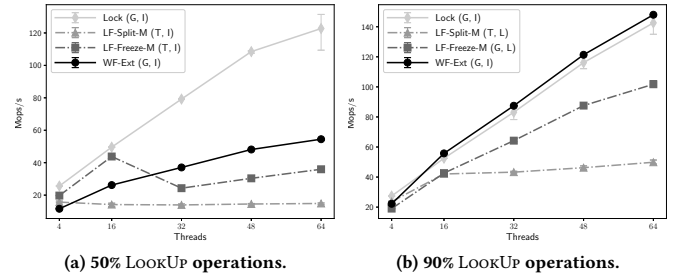 Lock (G, I)
LF-Split-M (T, I)
LF-Freeze-M (T, I)
WF-Ext (G, I)
120
100
80
60
40
20
Mops/s
4
16
32
48
64
Threads
(a) 50% LOOKUP operations.
Lock (G, I)
LF-Split-M (T, L)
LF-Freeze-M (G, L)
WF-Ext (G, I)
140
120
100
80
60
40
20
Mops/s
4
16
32
48
64
Threads
(b) 90% LOOKUP operations.